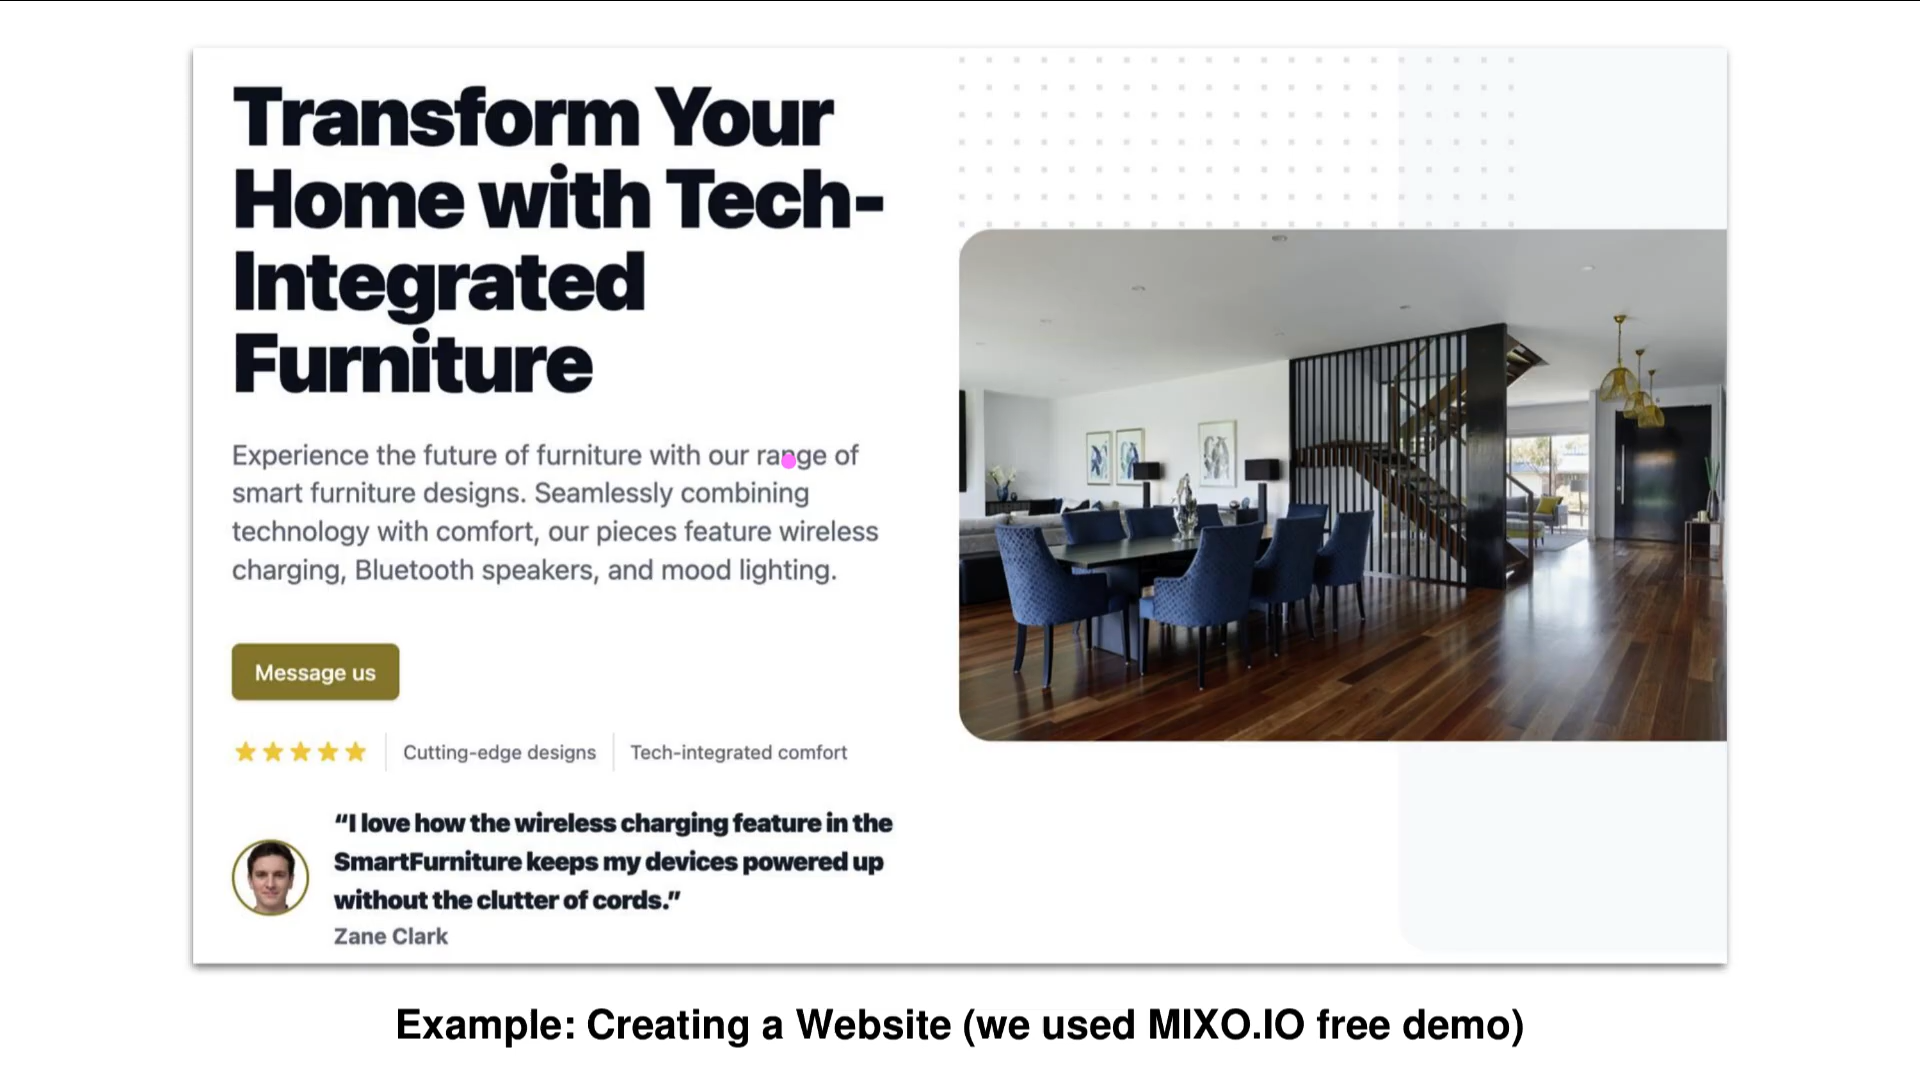 Transform Your
Home with Tech-
Integrated
Furniture
Experience the future of furniture with our range of
smart furniture designs. Seamlessly combining
technology with comfort, our pieces feature wireless
charging, Bluetooth speakers, and mood lighting.
Message us
Cutting-edge designs
Tech-integrated comfort
“I love how the wireless charging feature in the
SmartFurniture keeps my devices powered up
without the clutter of cords.”
Zane Clark
Example: Creating a Website (we used MIXO.IO free demo)